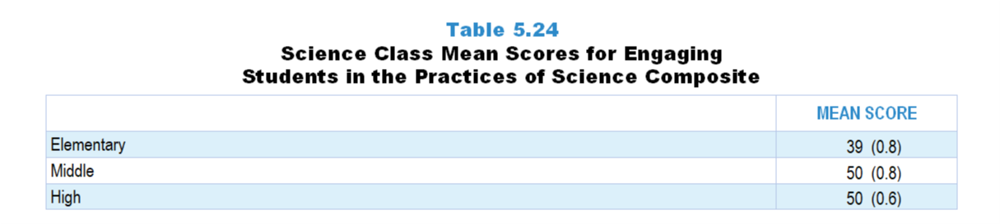 Table 5.24
Science Class Mean Scores for Engaging
Students in the Practices of Science Composite
MEAN SCORE
Elementary 39 (0.8)
Middle 50 (0.8)
High 50 (0.6)